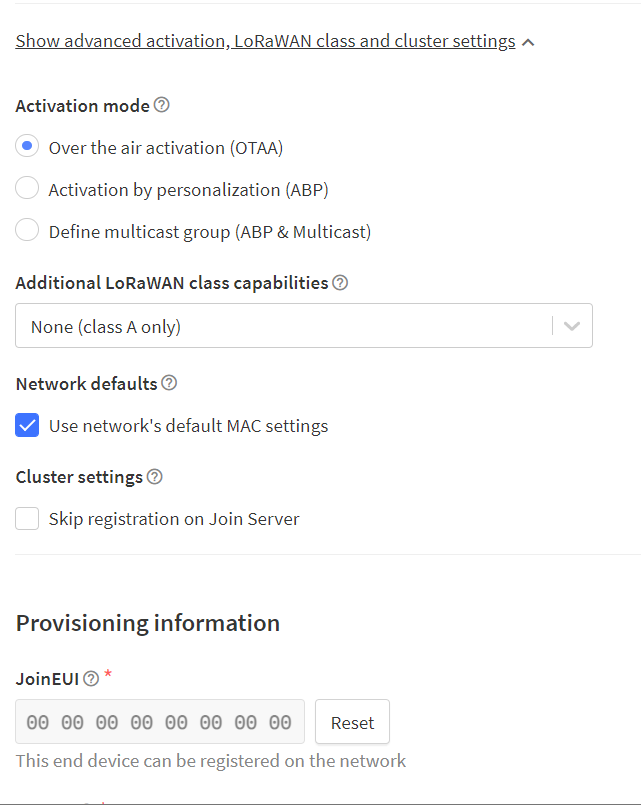 Show advanced activation, LoRaWAN class and cluster settings
Activation mode
Over the air activation (OTAA)
Activation by personalization (ABP)
Define multicast group (ABP & Multicast)
Additional LoRaWAN class capabilities
None (class A only)
Network defaults
Use network's default MAC settings
Cluster settings
Skip registration on Join Server
Provisioning information
JoinEUI *
00 00 00 00 00 00 00 00 Reset
This end device can be registered on the network